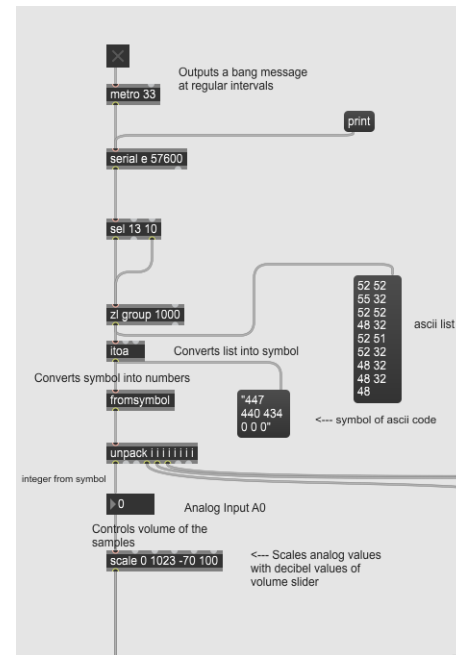 Outputs a bang message
at regular intervals
metro 33
print
serial e 57600
sel 13 10
52 52
55 32
52 52
48 32
52 51
52 32
48 32
48 32
48
zl group 1000
ascii list
itoa
Converts list into symbol
Converts symbol into numbers
fromsymbol
"447
440 434
0 0 0"
<--- symbol of ascii code
unpack i i i i i i i i
integer from symbol
0
Analog Input A0
Controls volume of the
samples
scale 0 1023 -70 100
<--- Scales analog values
with decibel values of
volume slider